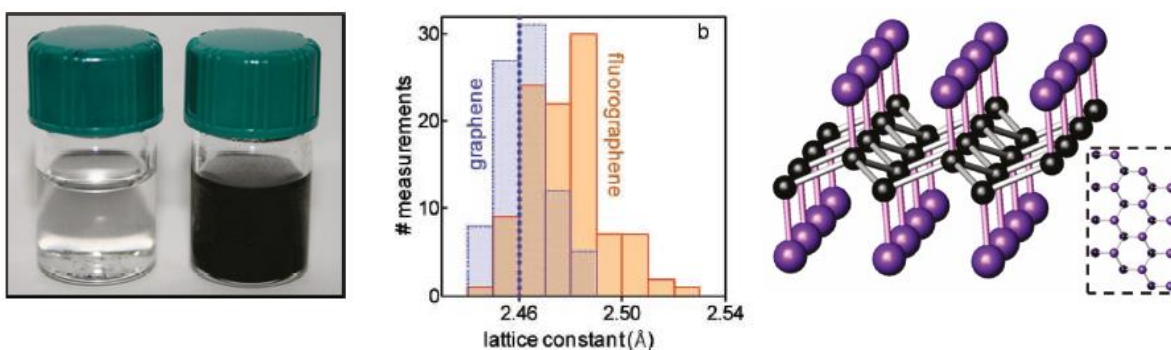 30
20
10
0
# measurements
b
graphene
fluorographene
2.46
2.50
2.54
lattice constant (Å)